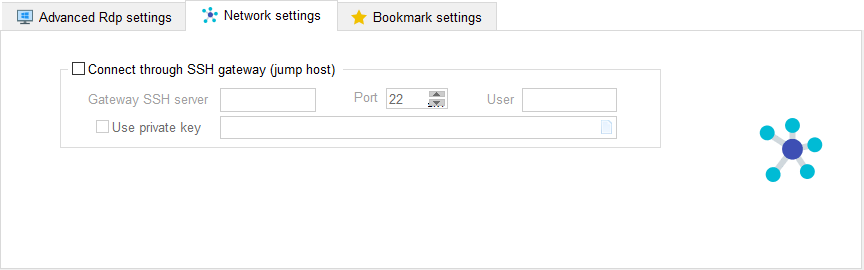 Advanced Rdp settings
Network settings
Bookmark settings
Connect through SSH gateway (jump host)
Gateway SSH server
Port
22
User
Use private key